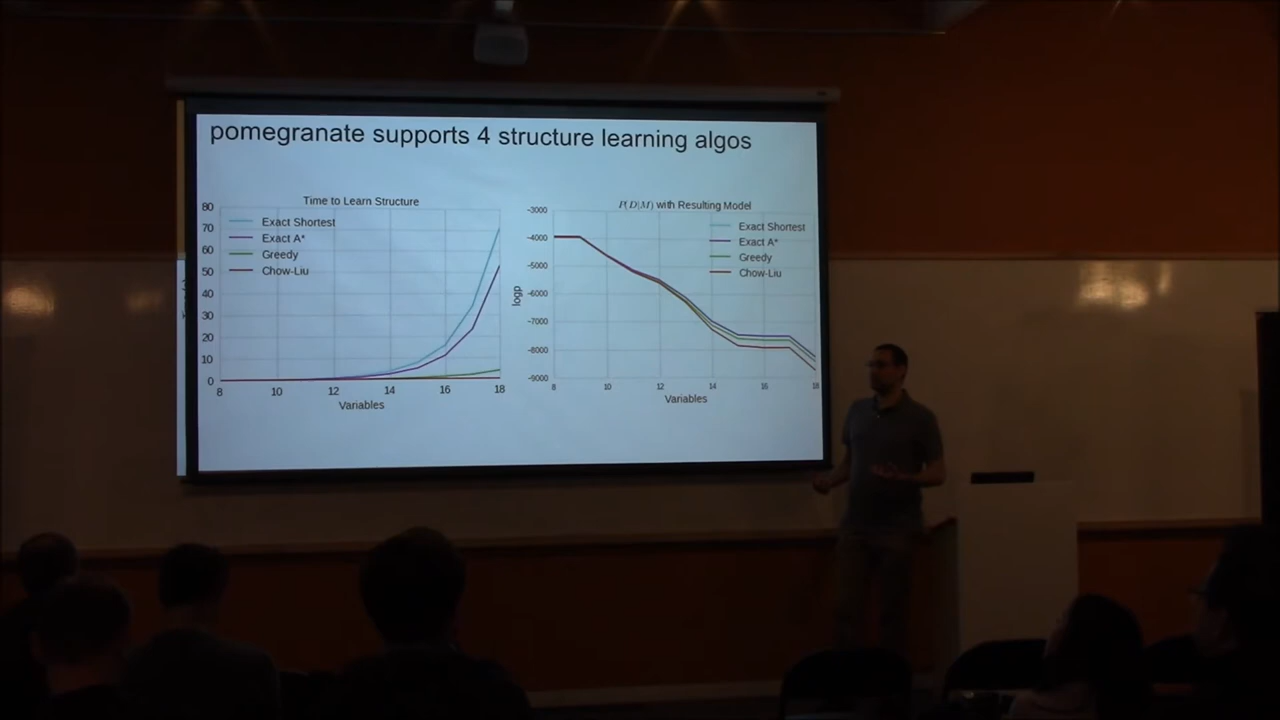 pomegranate supports 4 structure learning algos
Time to Learn Structure
80
70
60
50
40
30
20
10
0
8 10 12 14 16 18
Variables
Exact Shortest
Exact A*
Greedy
Chow-Liu
P(D|M) with Resulting Model
logp
-3000
-4000
-5000
-6000
-7000
-8000
-9000
8 10 12 14 16 18
Variables
Exact Shortest
Exact A*
Greedy
Chow-Liu